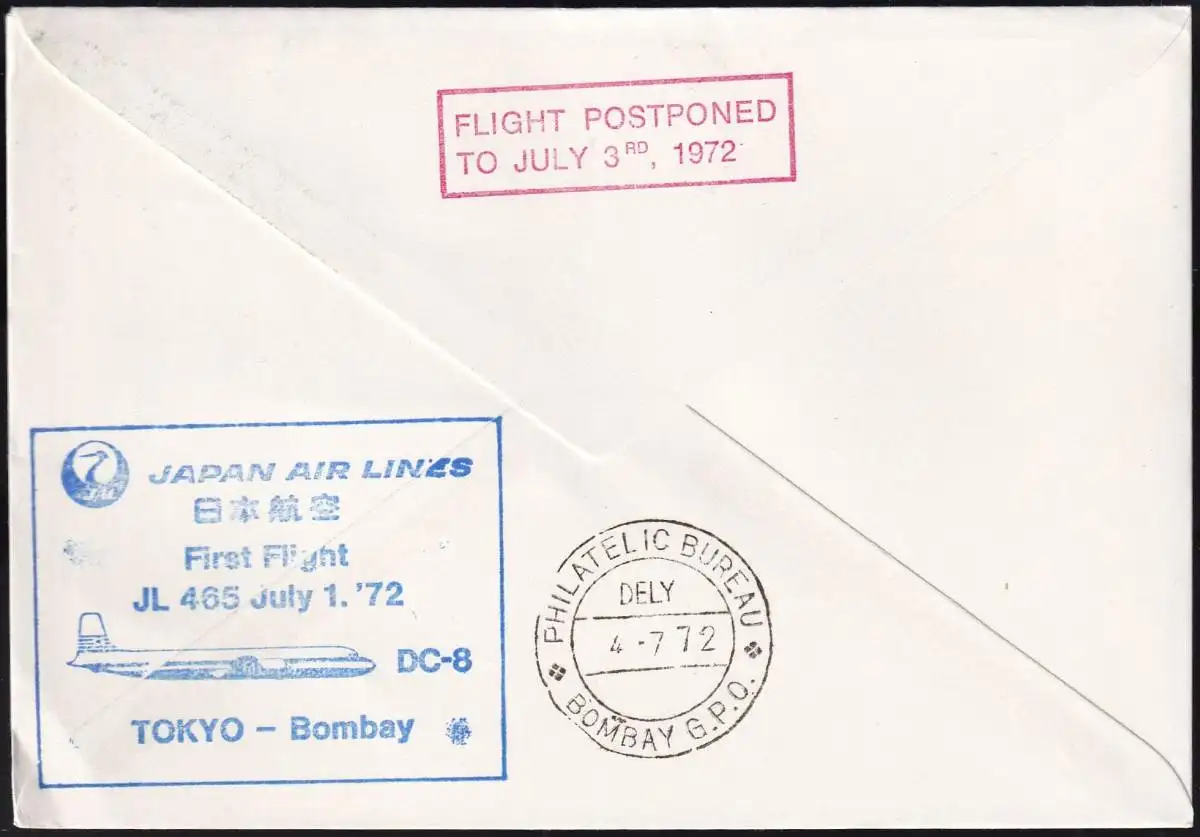 FLIGHT POSTPONED
TO JULY 3RD, 1972
JAL
JAPAN AIR LINES
日本航空
First Flight
JL 465 July 1. '72
DC-8
TOKYO – Bombay
PHILATELIC BUREAU
DELY
4 -7 72
BOMBAY G.P.O.